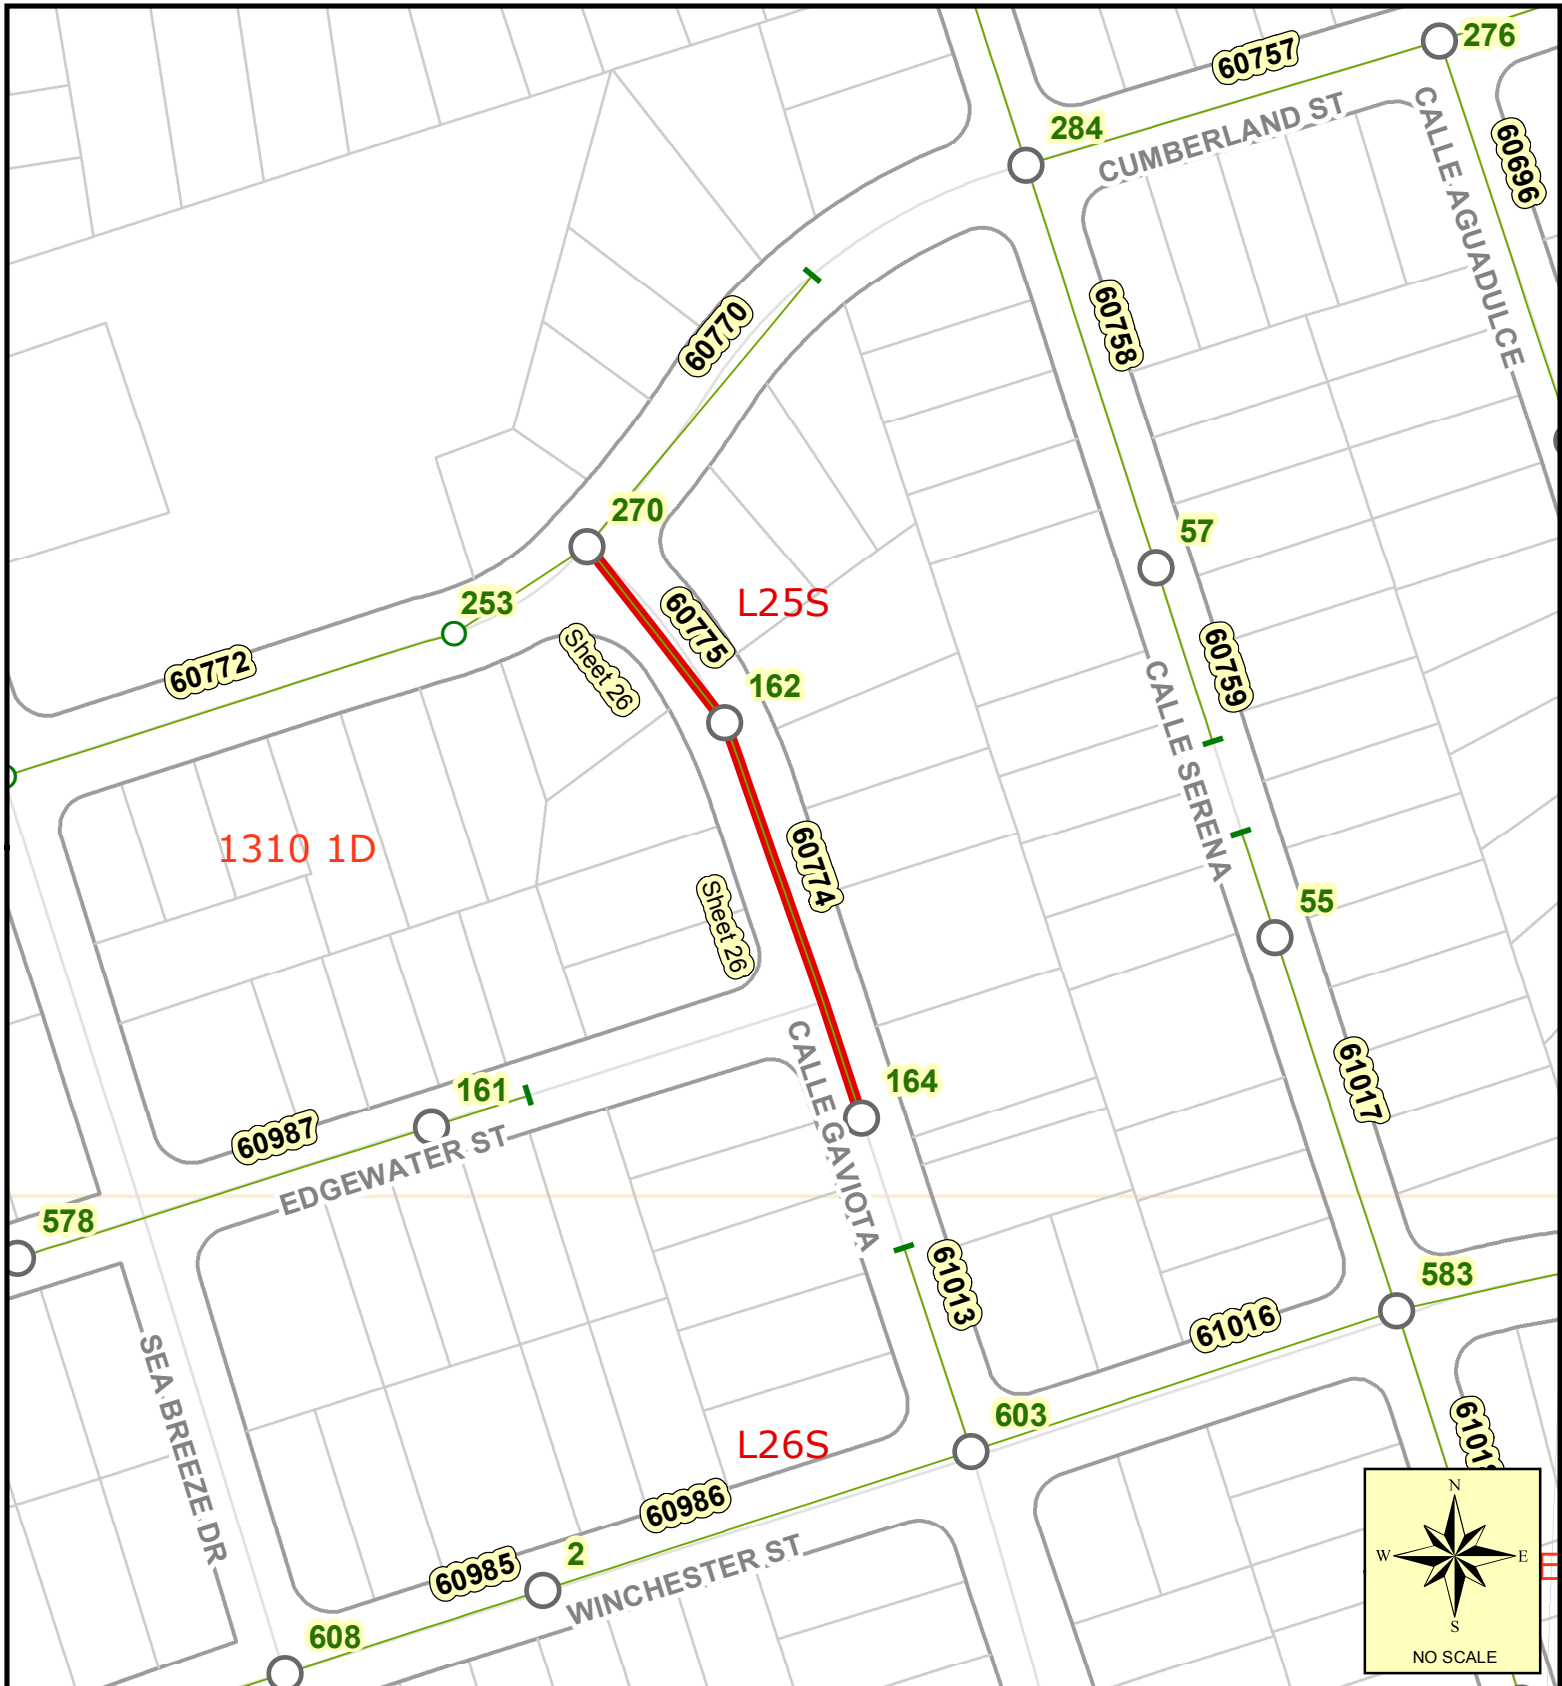 276
60757
284
CUMBERLAND ST
CALLE AGUADULCE
60696
60770
60758
270
57
253
L25S
60775
60772
Sheet 26
162
60759
CALLE SERENA
1310 1D
60774
Sheet 26
55
CALLE GAVIOTA
164
61017
161
60987
EDGEWATER ST
578
61013
583
61016
SEA BREEZE DR
603
L26S
60986
2
60985
WINCHESTER ST
608
N
W
E
S
NO SCALE